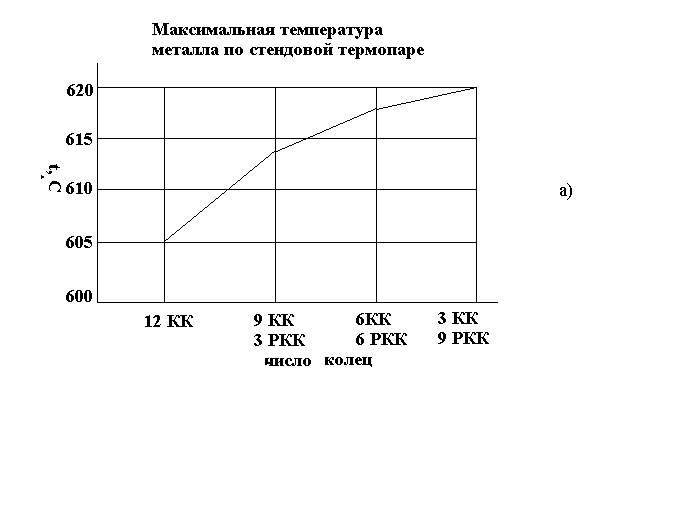 Максимальная температура
металла по стендовой термопаре
620
615
610
605
600
t,°C
а)
12 КК
9 КК
3 РКК
6КК
6 РКК
3 КК
9 РКК
число колец